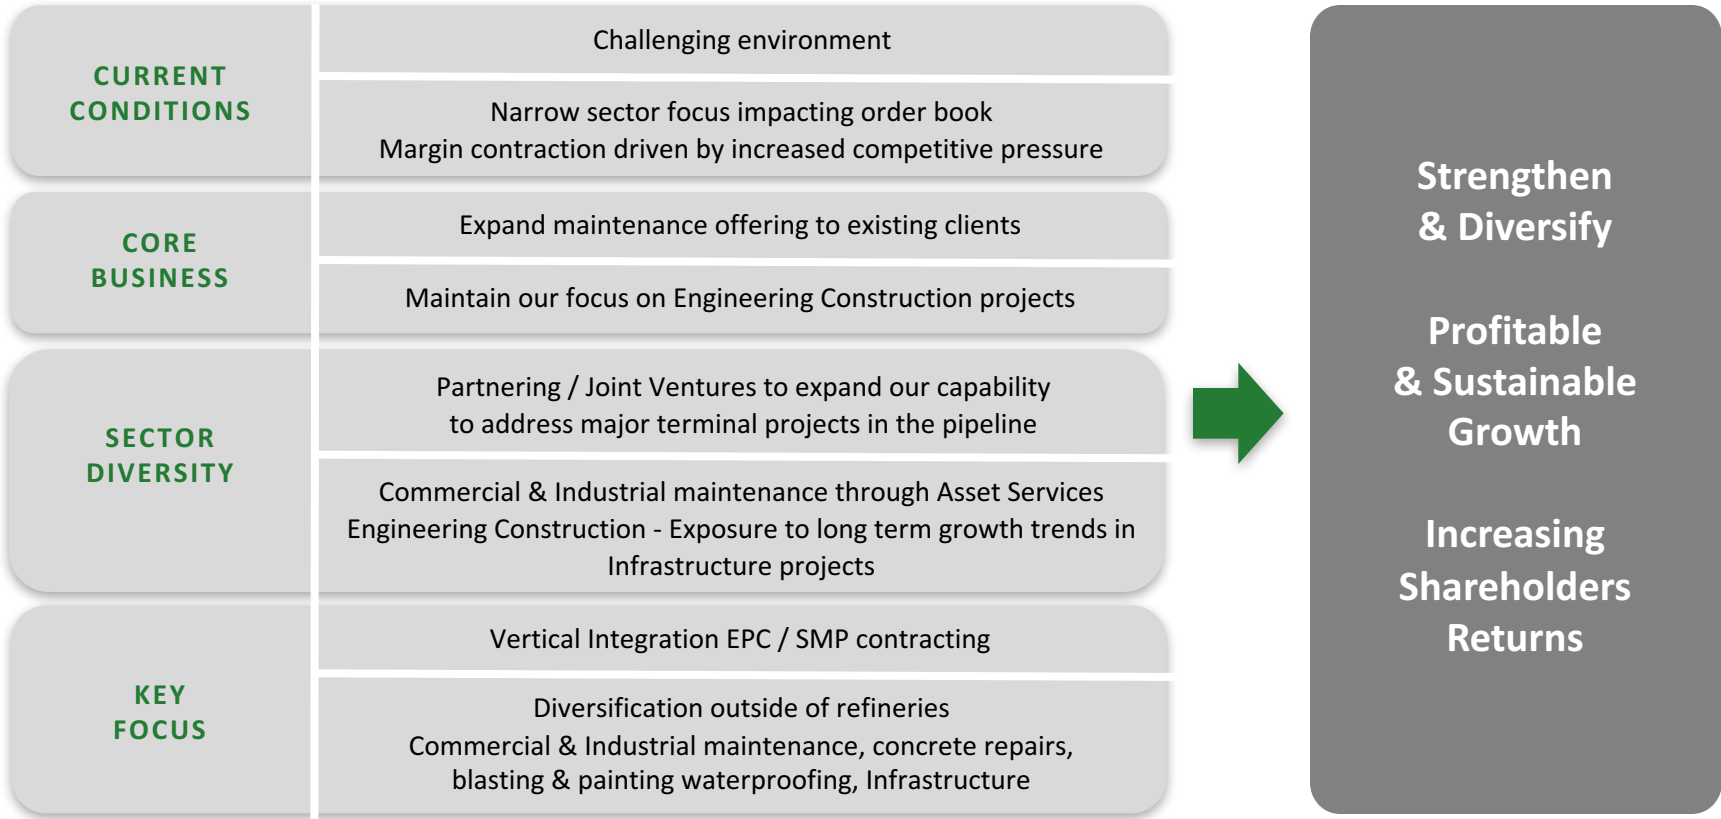 CURRENT
CONDITIONS
Challenging environment
Narrow sector focus impacting order book
Margin contraction driven by increased competitive pressure
CORE
BUSINESS
Expand maintenance offering to existing clients
Maintain our focus on Engineering Construction projects
SECTOR
DIVERSITY
Partnering / Joint Ventures to expand our capability
to address major terminal projects in the pipeline
Commercial & Industrial maintenance through Asset Services
Engineering Construction - Exposure to long term growth trends in
Infrastructure projects
KEY
FOCUS
Vertical Integration EPC / SMP contracting
Diversification outside of refineries
Commercial & Industrial maintenance, concrete repairs,
blasting & painting waterproofing, Infrastructure
Strengthen
& Diversify
Profitable
& Sustainable
Growth
Increasing
Shareholders
Returns